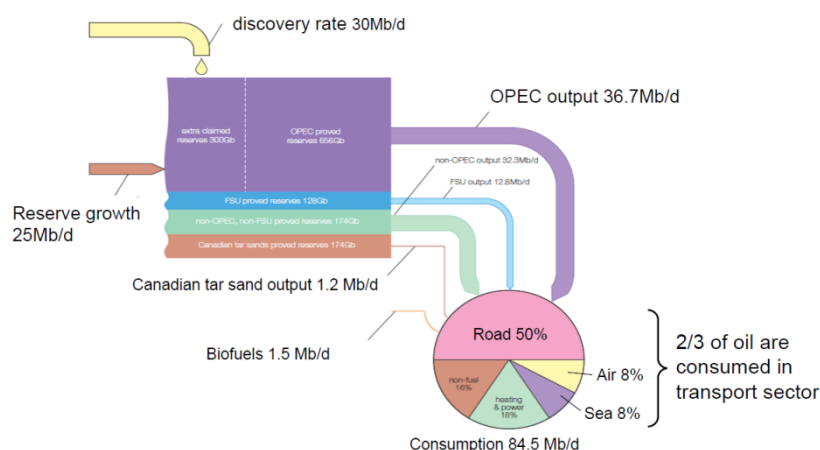 discovery rate 30Mb/d
OPEC output 36.7Mb/d
extra claimed
reserves 300Gb
OPEC proved
reserves 656Gb
non-OPEC output 32.3Mb/d
FSU output 12.8Mb/d
Reserve growth
25Mb/d
FSU proved reserves 128Gb
non-OPEC, non-FSU proved reserves 174Gb
Canadian tar sands proved reserves 174Gb
Canadian tar sand output 1.2 Mb/d
Biofuels 1.5 Mb/d
Road 50%
non-fuel
16%
heating
& power
18%
Air 8%
Sea 8%
2/3 of oil are
consumed in
transport sector
Consumption 84.5 Mb/d